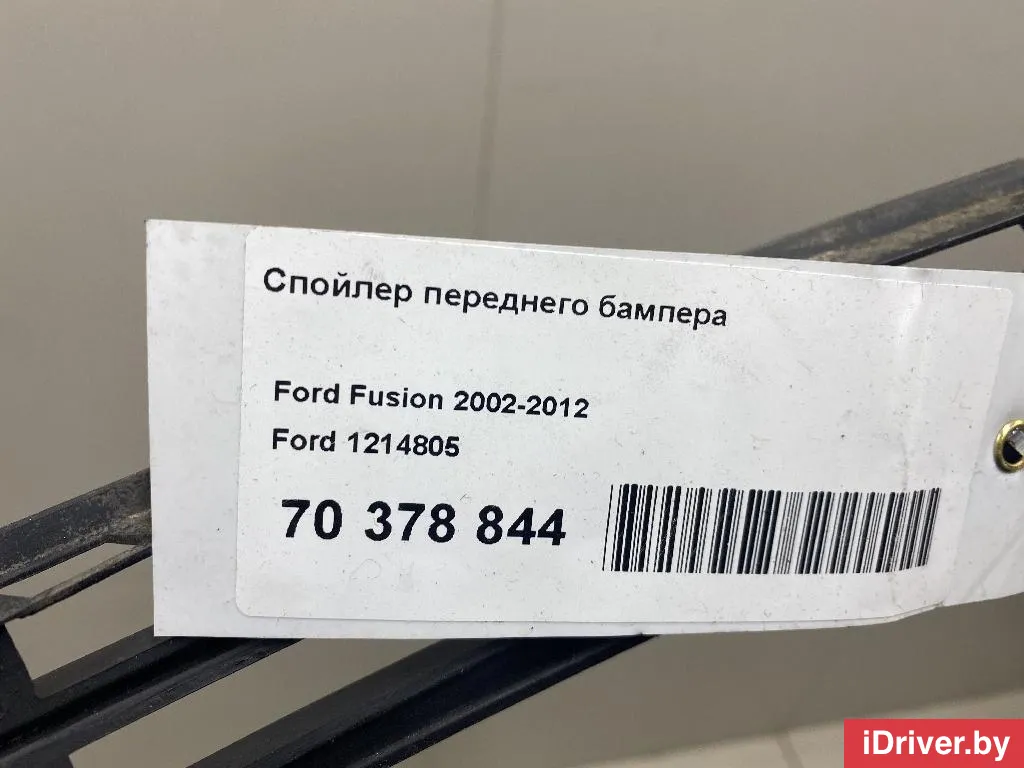 Спойлер переднего бампера
Ford Fusion 2002-2012
Ford 1214805
70 378 844
iDriver.by